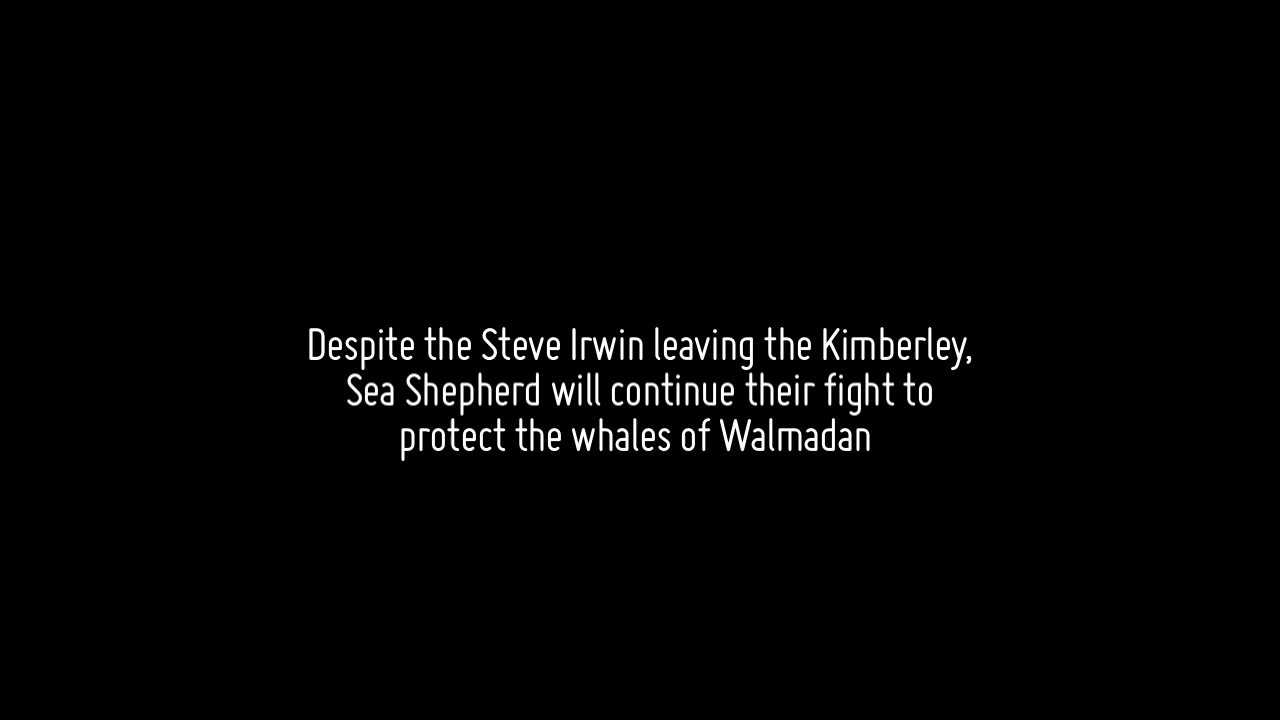 Despite the Steve Irwin leaving the Kimberley,
Sea Shepherd will continue their fight to
protect the whales of Walmadan